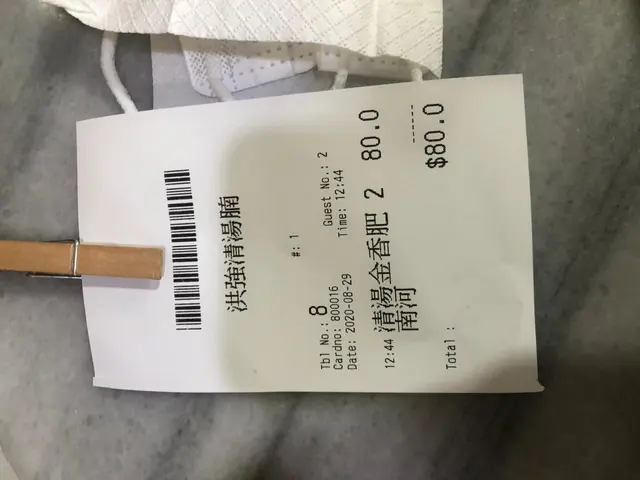 洪強清湯腩
#: 1
Tbl No.: 8 Guest No.: 2
Cardno: 800016 Time: 12:44
Date: 2020-08-29
12:44 清湯金香肥 2 80.0
南河
------
Total : $80.0